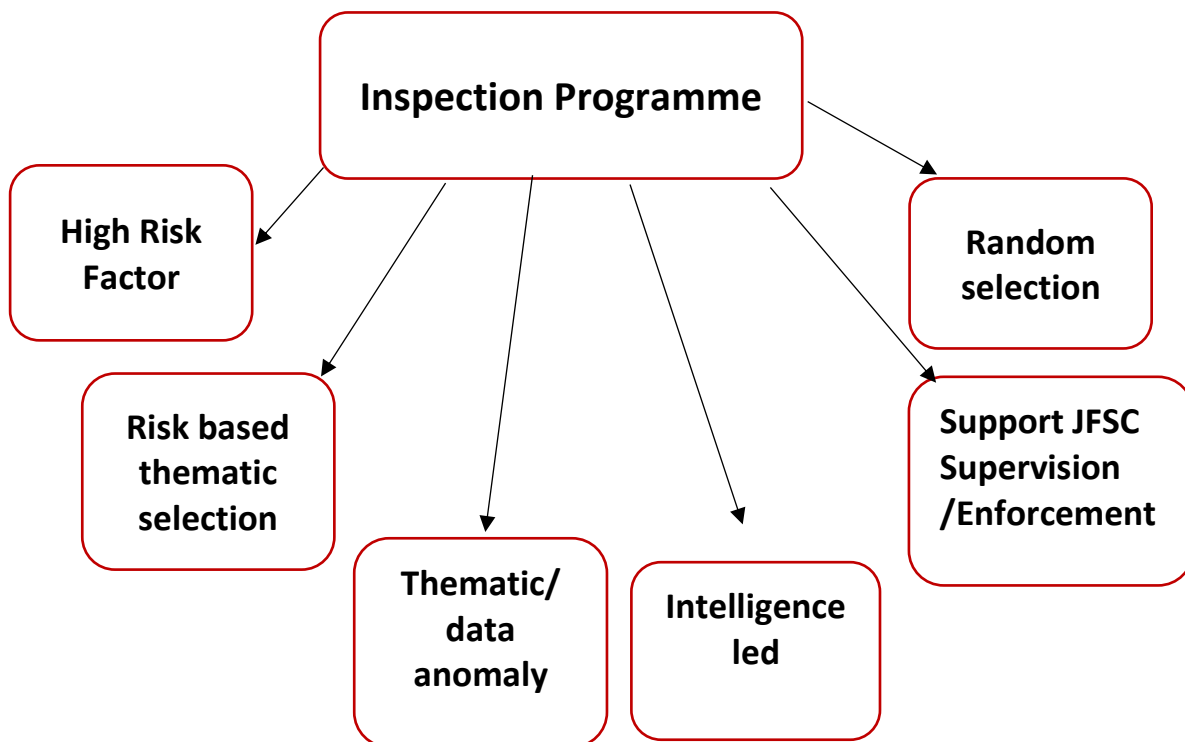 Inspection Programme
High Risk
Factor
Random
selection
Risk based
thematic
selection
Support JFSC
Supervision
/Enforcement
Thematic/
data
anomaly
Intelligence
led